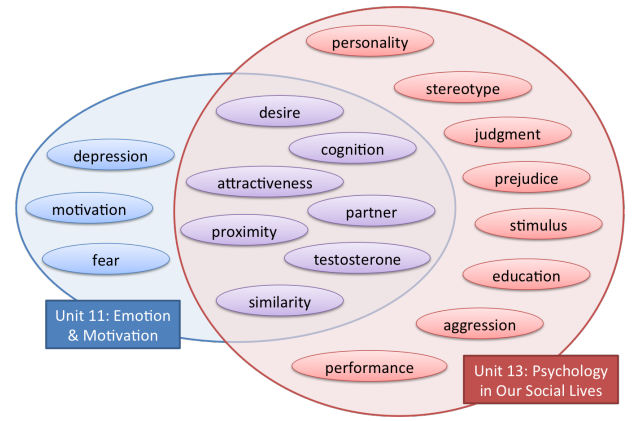 personality
stereotype
desire
judgment
cognition
depression
prejudice
attractiveness
motivation
partner
stimulus
proximity
fear
testosterone
education
similarity
Unit 11: Emotion
& Motivation
aggression
performance
Unit 13: Psychology
in Our Social Lives